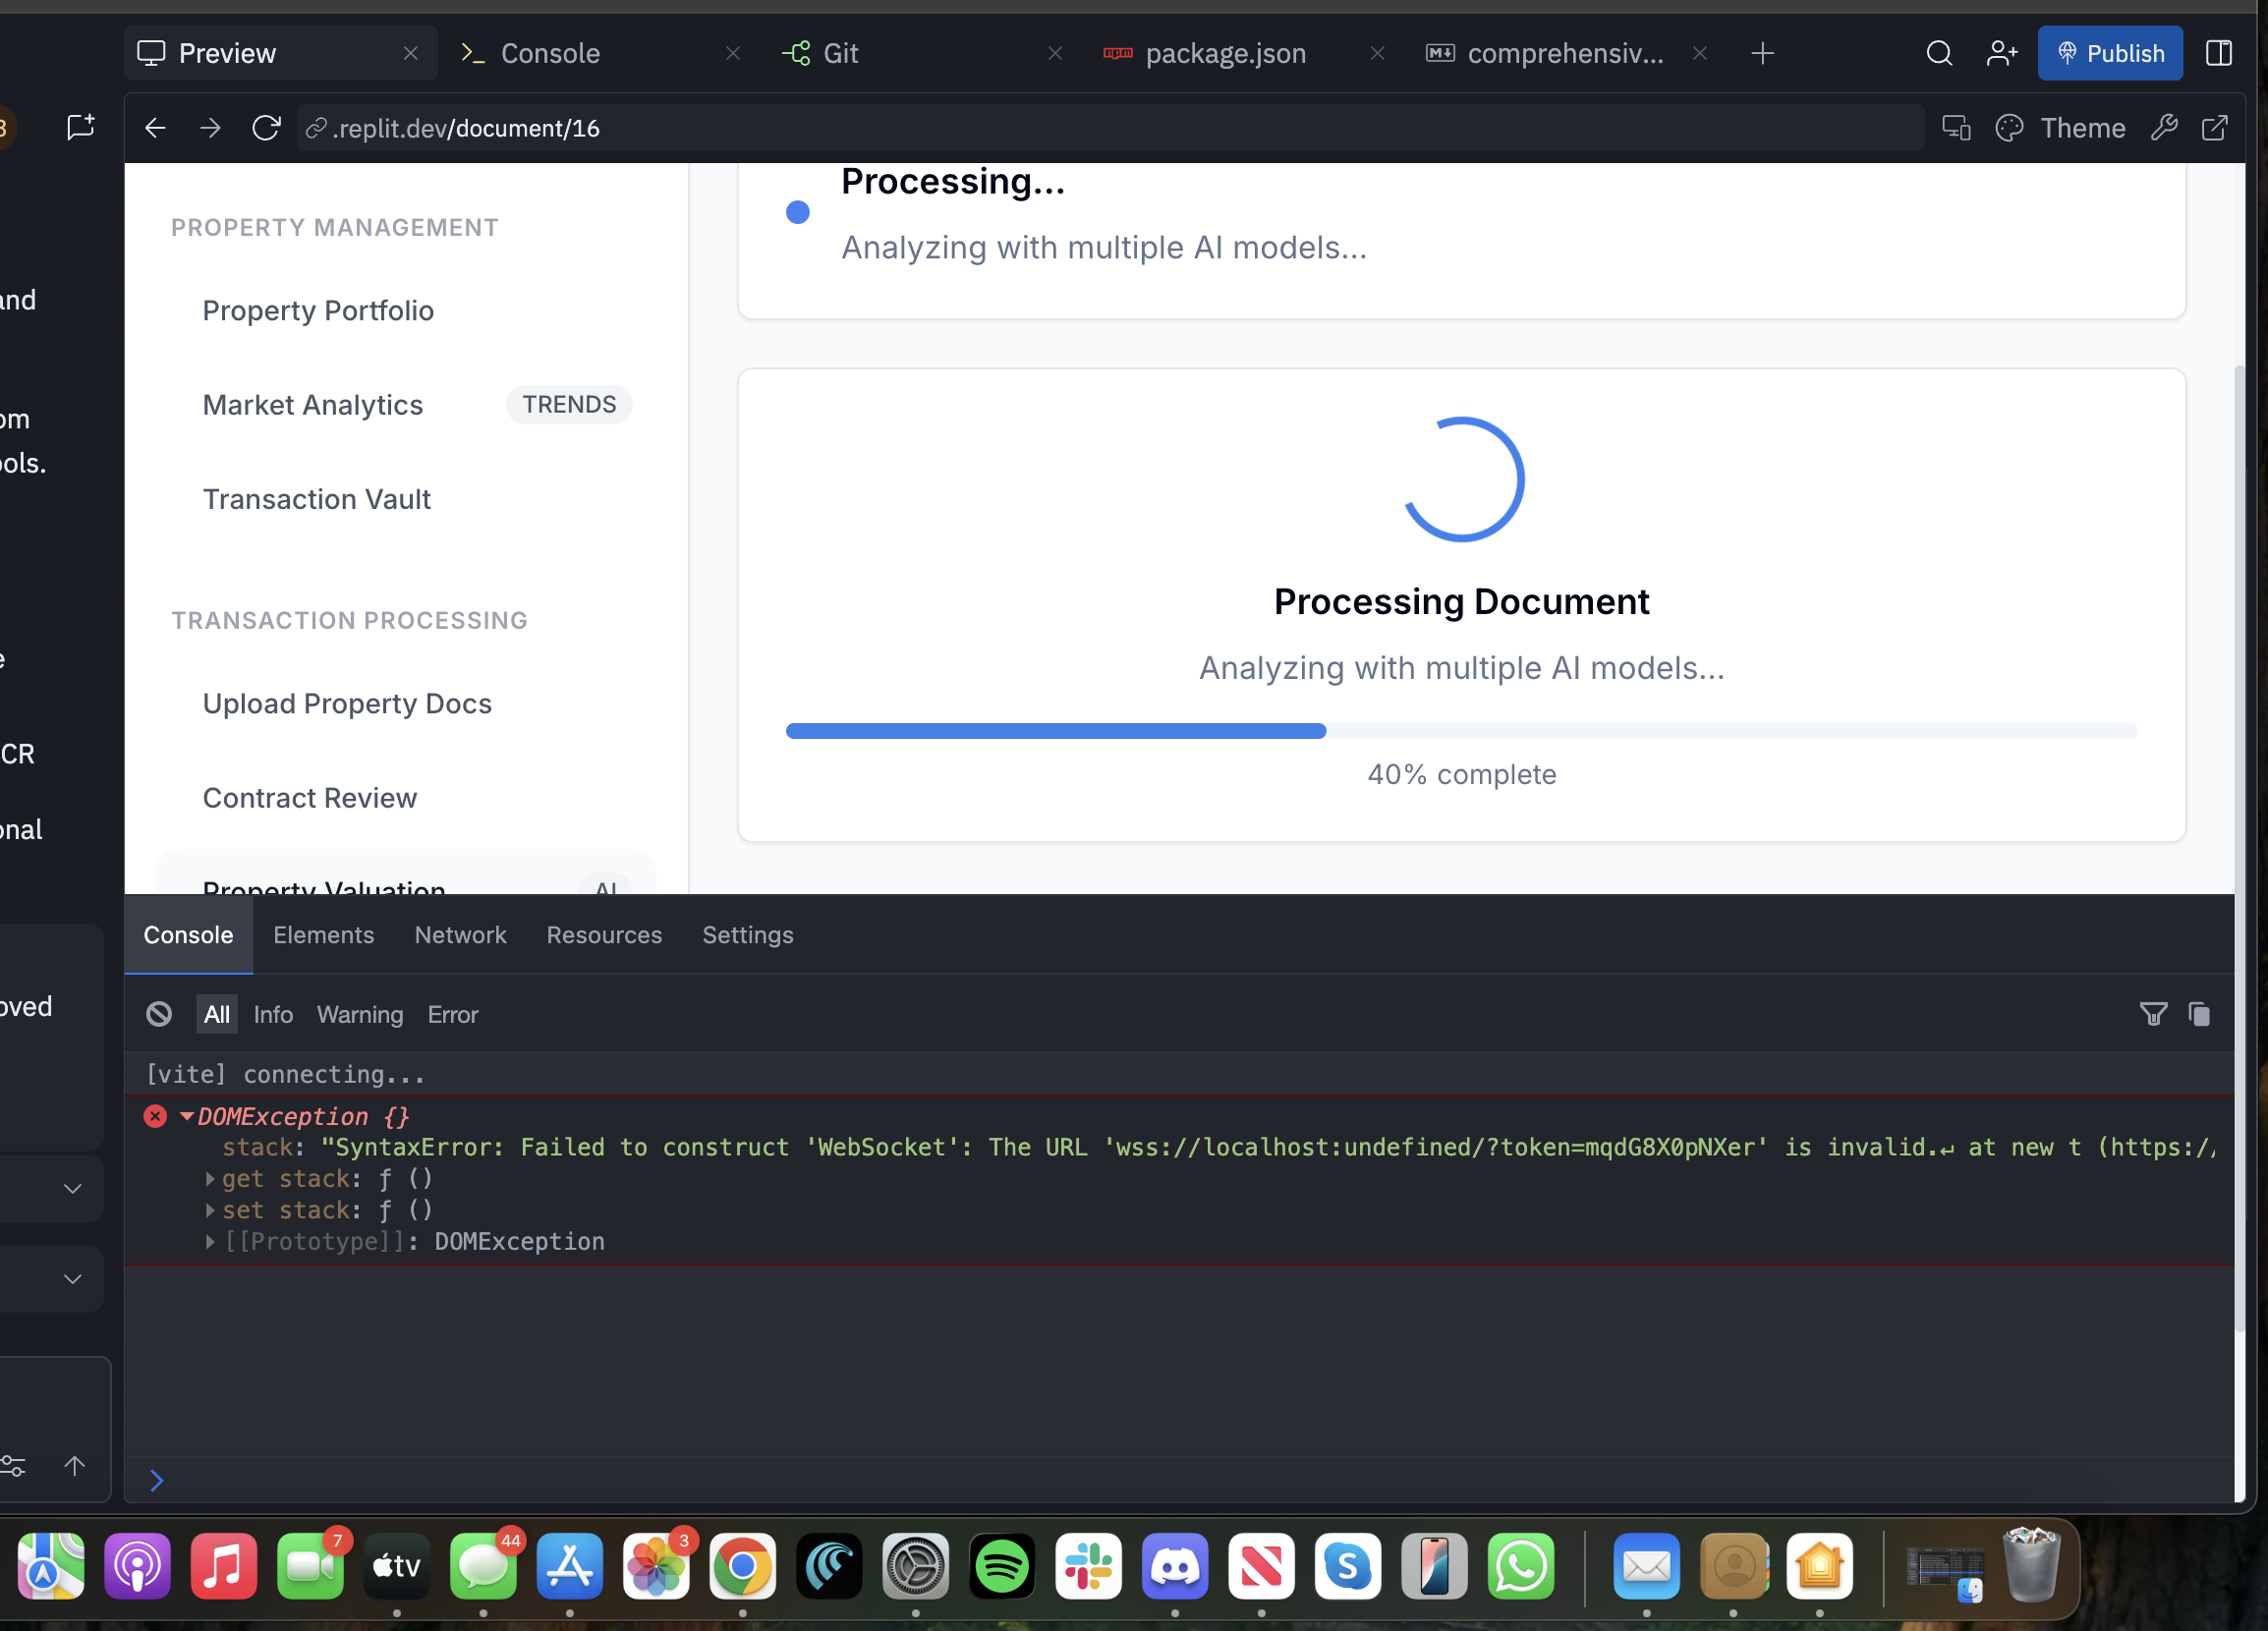 Preview
Console
Git
package.json
comprehensiv...
Publish
3
.replit.dev/document/16
Theme
and
om
ools.
e
CR
onal
oved
PROPERTY MANAGEMENT
Property Portfolio
Market Analytics
TRENDS
Transaction Vault
TRANSACTION PROCESSING
Upload Property Docs
Contract Review
Property Valuation
AI
Processing...
Analyzing with multiple AI models...
Processing Document
Analyzing with multiple AI models...
40% complete
Console Elements Network Resources Settings
All Info Warning Error
[vite] connecting...
DOMException {}
stack: "SyntaxError: Failed to construct 'WebSocket': The URL 'wss://localhost:undefined/?token=mqdG8X0pNXer' is invalid.↵ at new t (https:/
get stack: ƒ ()
set stack: ƒ ()
[[Prototype]]: DOMException
7
tv
44
3
S